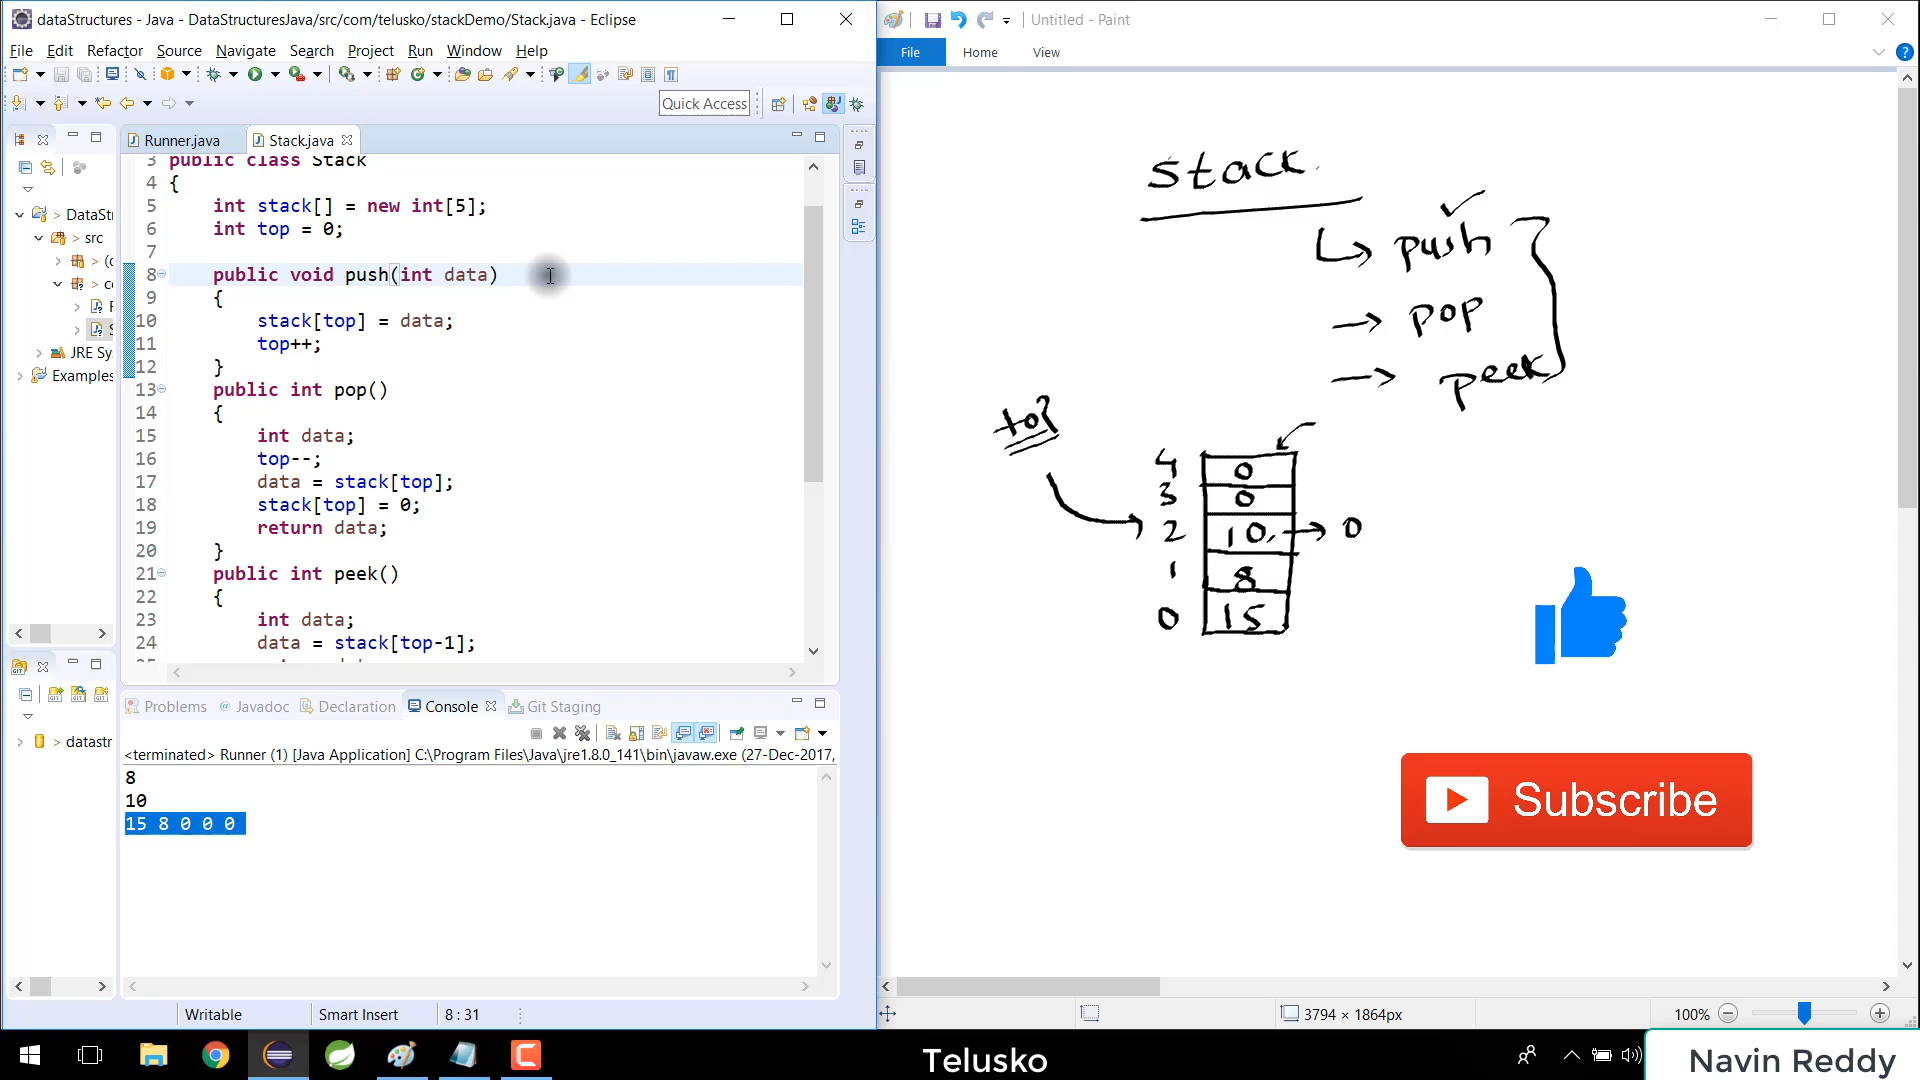 dataStructures - Java - DataStructuresJava/src/com/telusko/stackDemo/Stack.java - Eclipse
File Edit Refactor Source Navigate Search Project Run Window Help
Quick Access
Runner.java
Stack.java
> DataStr
> src
> (
> c
JRE Sy
Examples
3 public class Stack
4 {
5 int stack[] = new int[5];
6 int top = 0;
7
8 public void push(int data)
9 {
10 stack[top] = data;
11 top++;
12 }
13 public int pop()
14 {
15 int data;
16 top--;
17 data = stack[top];
18 stack[top] = 0;
19 return data;
20 }
21 public int peek()
22 {
23 int data;
24 data = stack[top-1];
> datastr
Problems @ Javadoc Declaration Console Git Staging
<terminated> Runner (1) [Java Application] C:\Program Files\Java\jre1.8.0_141\bin\javaw.exe (27-Dec-2017,
8
10
15 8 0 0 0
Writable Smart Insert 8 : 31
Untitled - Paint
File Home View
stack
push
pop
peek
top
4 0
3 0
2 10 0
1 8
0 15
Subscribe
3794 × 1864px
100%
Telusko
Navin Reddy